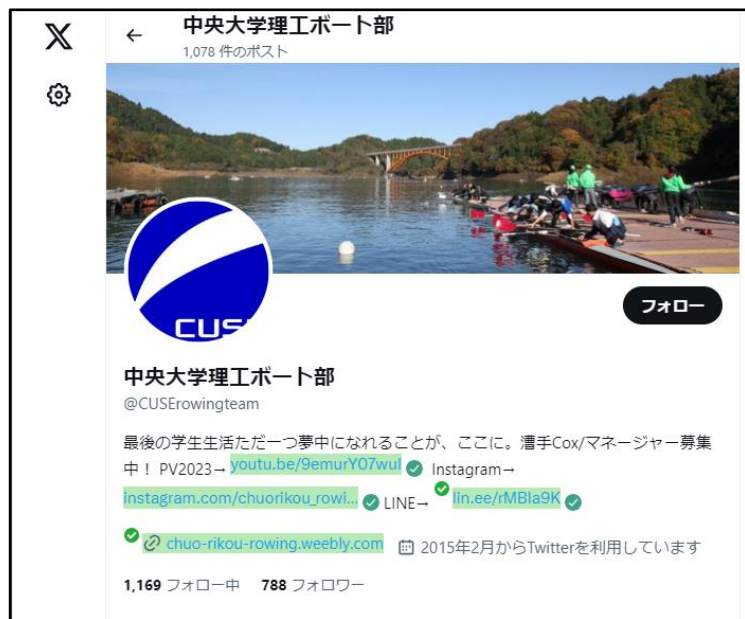 中央大学理工ボート部
1,078 件のポスト
CUSE
フォロー
中央大学理工ボート部
@CUSErowingteam
最後の学生生活ただ一つ夢中になれることが、ここに。漕手Cox/マネージャー募集
中！ PV2023→ youtu.be/9emurY07wuI Instagram→
instagram.com/chuorikou_rowi... LINE→ lin.ee/rMBIa9K
chuo-rikou-rowing.weebly.com 2015年2月からTwitterを利用しています
1,169 フォロー中 788 フォロワー